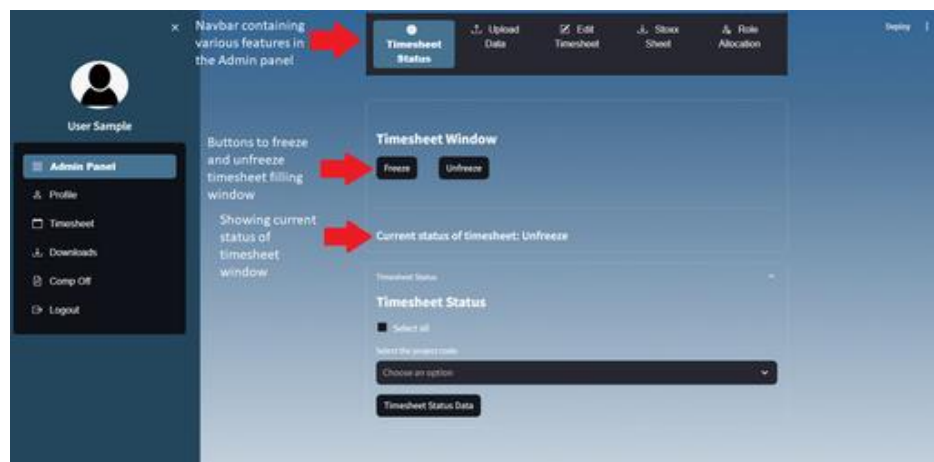 ×
Navbar containing
various features in
the Admin panel
Timesheet
Status
Upload
Data
Edit
Timesheet
Stoxx
Sheet
Role
Allocation
Deploy
User Sample
Admin Panel
Profile
Timesheet
Downloads
Comp Off
Logout
Buttons to freeze
and unfreeze
timesheet filling
window
Timesheet Window
Freeze
Unfreeze
Showing current
status of
timesheet
window
Current status of timesheet: Unfreeze
Timesheet Status
Timesheet Status
Select all
Select the project code
Choose an option
Timesheet Status Data